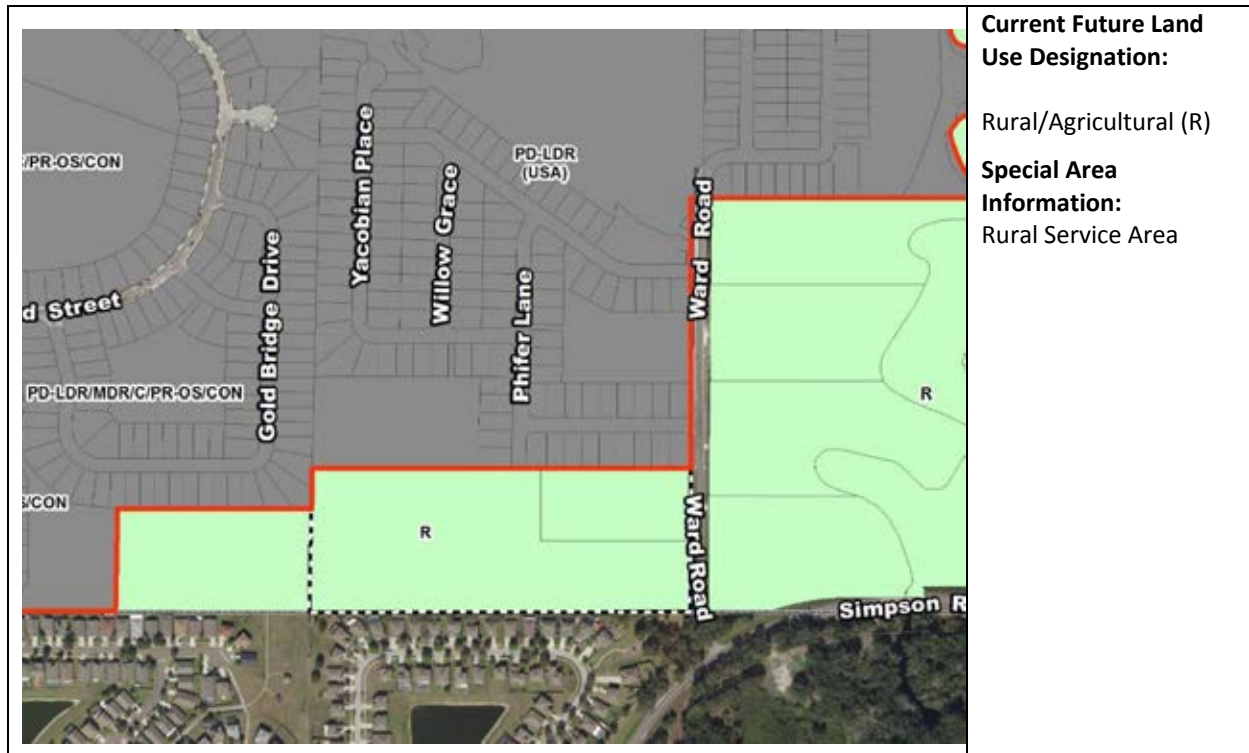 C/PR-OS/CON
PD-LDR
(USA)
Yacobian Place
Willow Grace
Ward Road
Gold Bridge Drive
d Street
Phifer Lane
PD-LDR/MDR/C/PR-OS/CON
R
S/CON
R
Ward Road
Simpson R
Current Future Land
Use Designation:
Rural/Agricultural (R)
Special Area
Information:
Rural Service Area